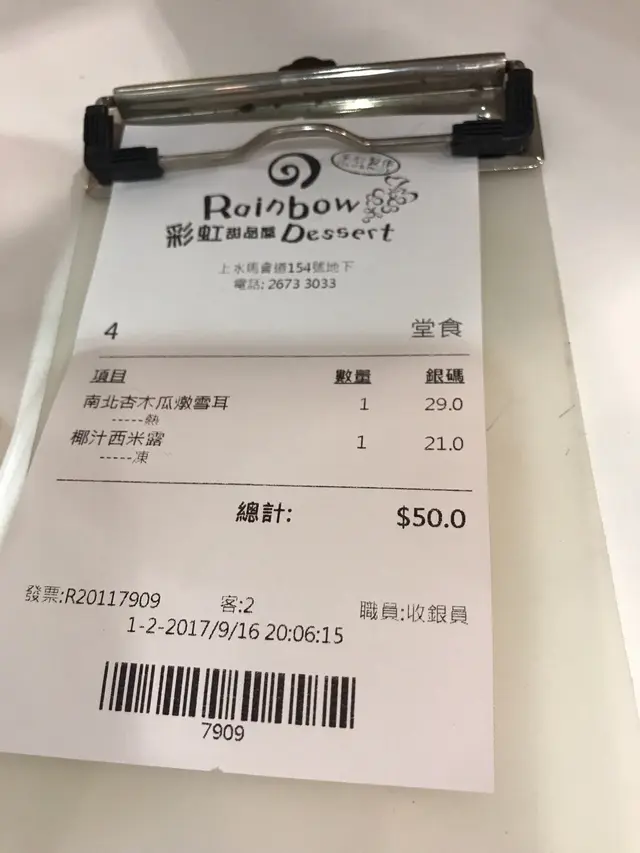 Rainbow
彩虹甜品屋 Dessert
上水馬會道154號地下
電話: 2673 3033
4 堂食
項目 數量 銀碼
南北杏木瓜燉雪耳 1 29.0
-----熱
椰汁西米露 1 21.0
-----凍
總計: $50.0
發票:R20117909 客:2 職員:收銀員
1-2-2017/9/16 20:06:15
7909